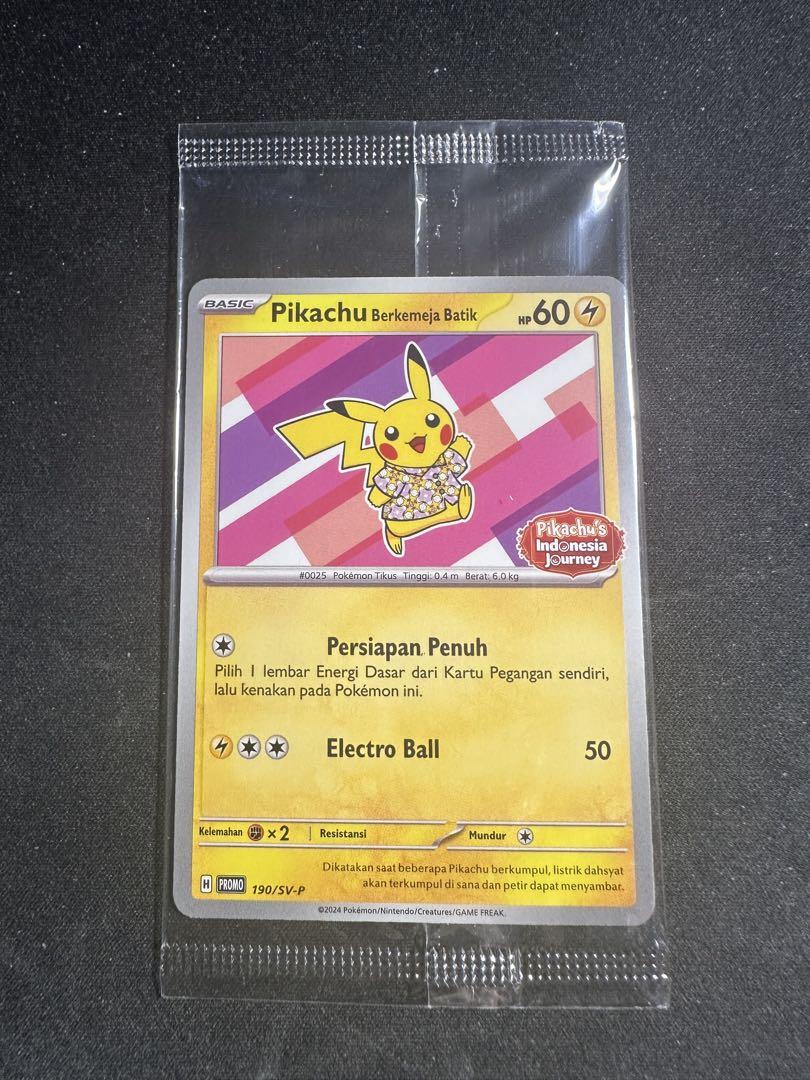 BASIC Pikachu Berkemeja Batik HP 60
Pikachu's
Indonesia
Journey
#0025 Pokémon Tikus Tinggi: 0.4 m Berat: 6.0 kg
Persiapan Penuh
Pilih 1 lembar Energi Dasar dari Kartu Pegangan sendiri,
lalu kenakan pada Pokémon ini.
Electro Ball 50
Kelemahan ×2 Resistansi Mundur
Dikatakan saat beberapa Pikachu berkumpul, listrik dahsyat
akan terkumpul di sana dan petir dapat menyambar.
H PROMO 190/SV-P
©2024 Pokémon/Nintendo/Creatures/GAME FREAK.